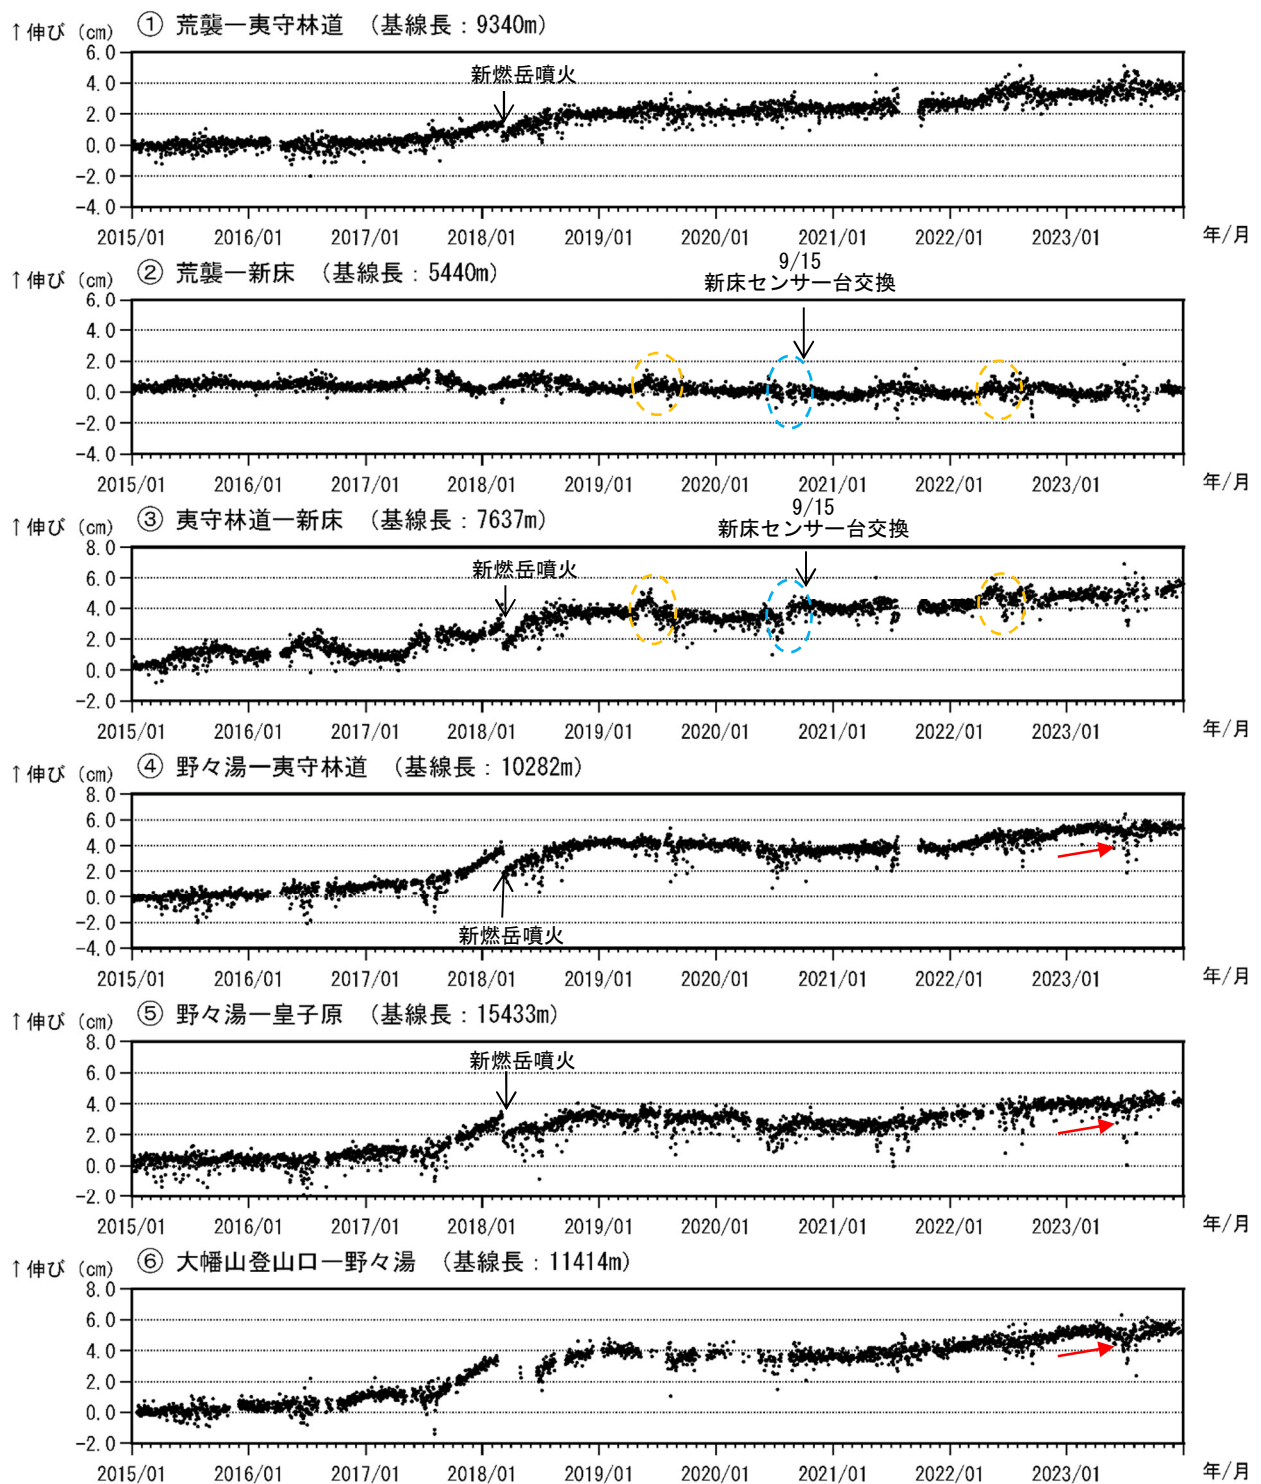 ↑伸び (cm) ① 荒襲ー夷守林道 （基線長：9340m）
6.0
新燃岳噴火
4.0
2.0
0.0
-2.0
-4.0
2015/01 2016/01 2017/01 2018/01 2019/01 2020/01 2021/01 2022/01 2023/01 年/月
↑伸び (cm) ② 荒襲ー新床 （基線長：5440m）
9/15
新床センサー台交換
6.0
4.0
2.0
0.0
-2.0
-4.0
2015/01 2016/01 2017/01 2018/01 2019/01 2020/01 2021/01 2022/01 2023/01 年/月
↑伸び (cm) ③ 夷守林道ー新床 （基線長：7637m）
9/15
新床センサー台交換
8.0
新燃岳噴火
6.0
4.0
2.0
0.0
-2.0
2015/01 2016/01 2017/01 2018/01 2019/01 2020/01 2021/01 2022/01 2023/01 年/月
↑伸び (cm) ④ 野々湯ー夷守林道 （基線長：10282m）
8.0
6.0
4.0
2.0
0.0
-2.0
新燃岳噴火
-4.0
2015/01 2016/01 2017/01 2018/01 2019/01 2020/01 2021/01 2022/01 2023/01 年/月
↑伸び (cm) ⑤ 野々湯ー皇子原 （基線長：15433m）
8.0
新燃岳噴火
6.0
4.0
2.0
0.0
-2.0
2015/01 2016/01 2017/01 2018/01 2019/01 2020/01 2021/01 2022/01 2023/01 年/月
↑伸び (cm) ⑥ 大幡山登山口ー野々湯 （基線長：11414m）
8.0
6.0
4.0
2.0
0.0
-2.0
2015/01 2016/01 2017/01 2018/01 2019/01 2020/01 2021/01 2022/01 2023/01 年/月